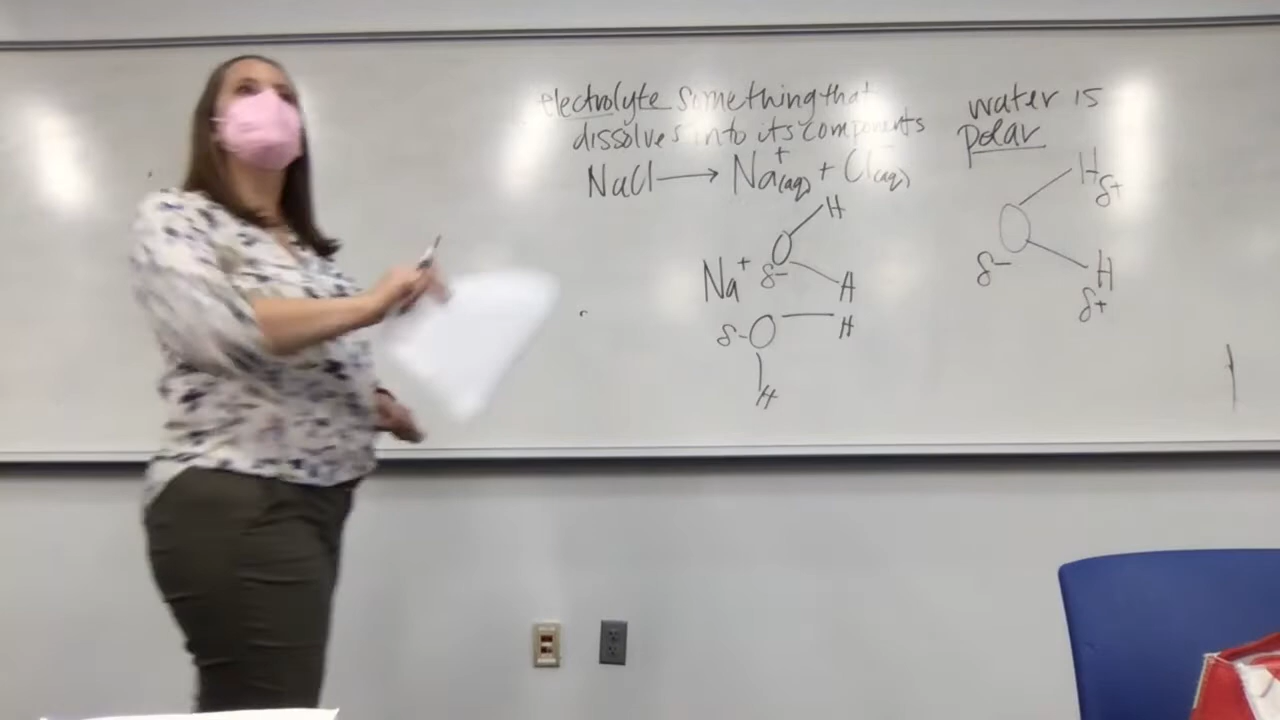 electrolyte something that
dissolves into its components
NaCl → Na+(aq) + Cl-(aq)
H
O
δ-
H
Na+
δ- O
H
H
water is
polar
H
δ+
O
δ-
H
δ+